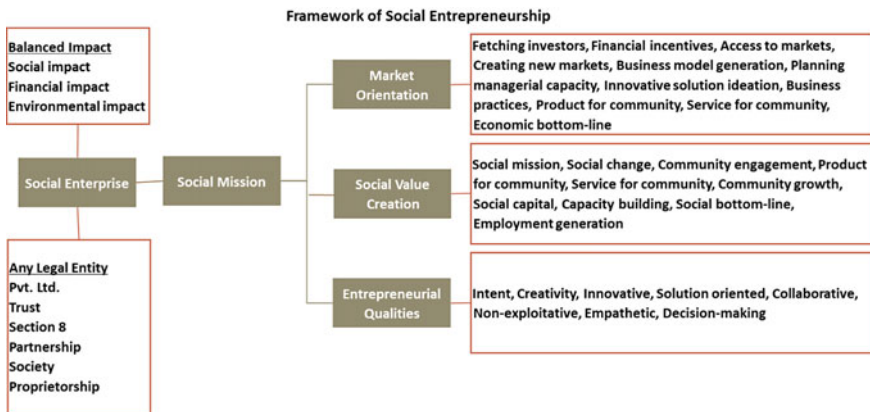 Framework of Social Entrepreneurship
Balanced Impact
Social impact
Financial impact
Environmental impact
Social Enterprise
Any Legal Entity
Pvt. Ltd.
Trust
Section 8
Partnership
Society
Proprietorship
Social Mission
Market
Orientation
Fetching investors, Financial incentives, Access to markets,
Creating new markets, Business model generation, Planning
managerial capacity, Innovative solution ideation, Business
practices, Product for community, Service for community,
Economic bottom-line
Social Value
Creation
Social mission, Social change, Community engagement, Product
for community, Service for community, Community growth,
Social capital, Capacity building, Social bottom-line,
Employment generation
Entrepreneurial
Qualities
Intent, Creativity, Innovative, Solution oriented, Collaborative,
Non-exploitative, Empathetic, Decision-making